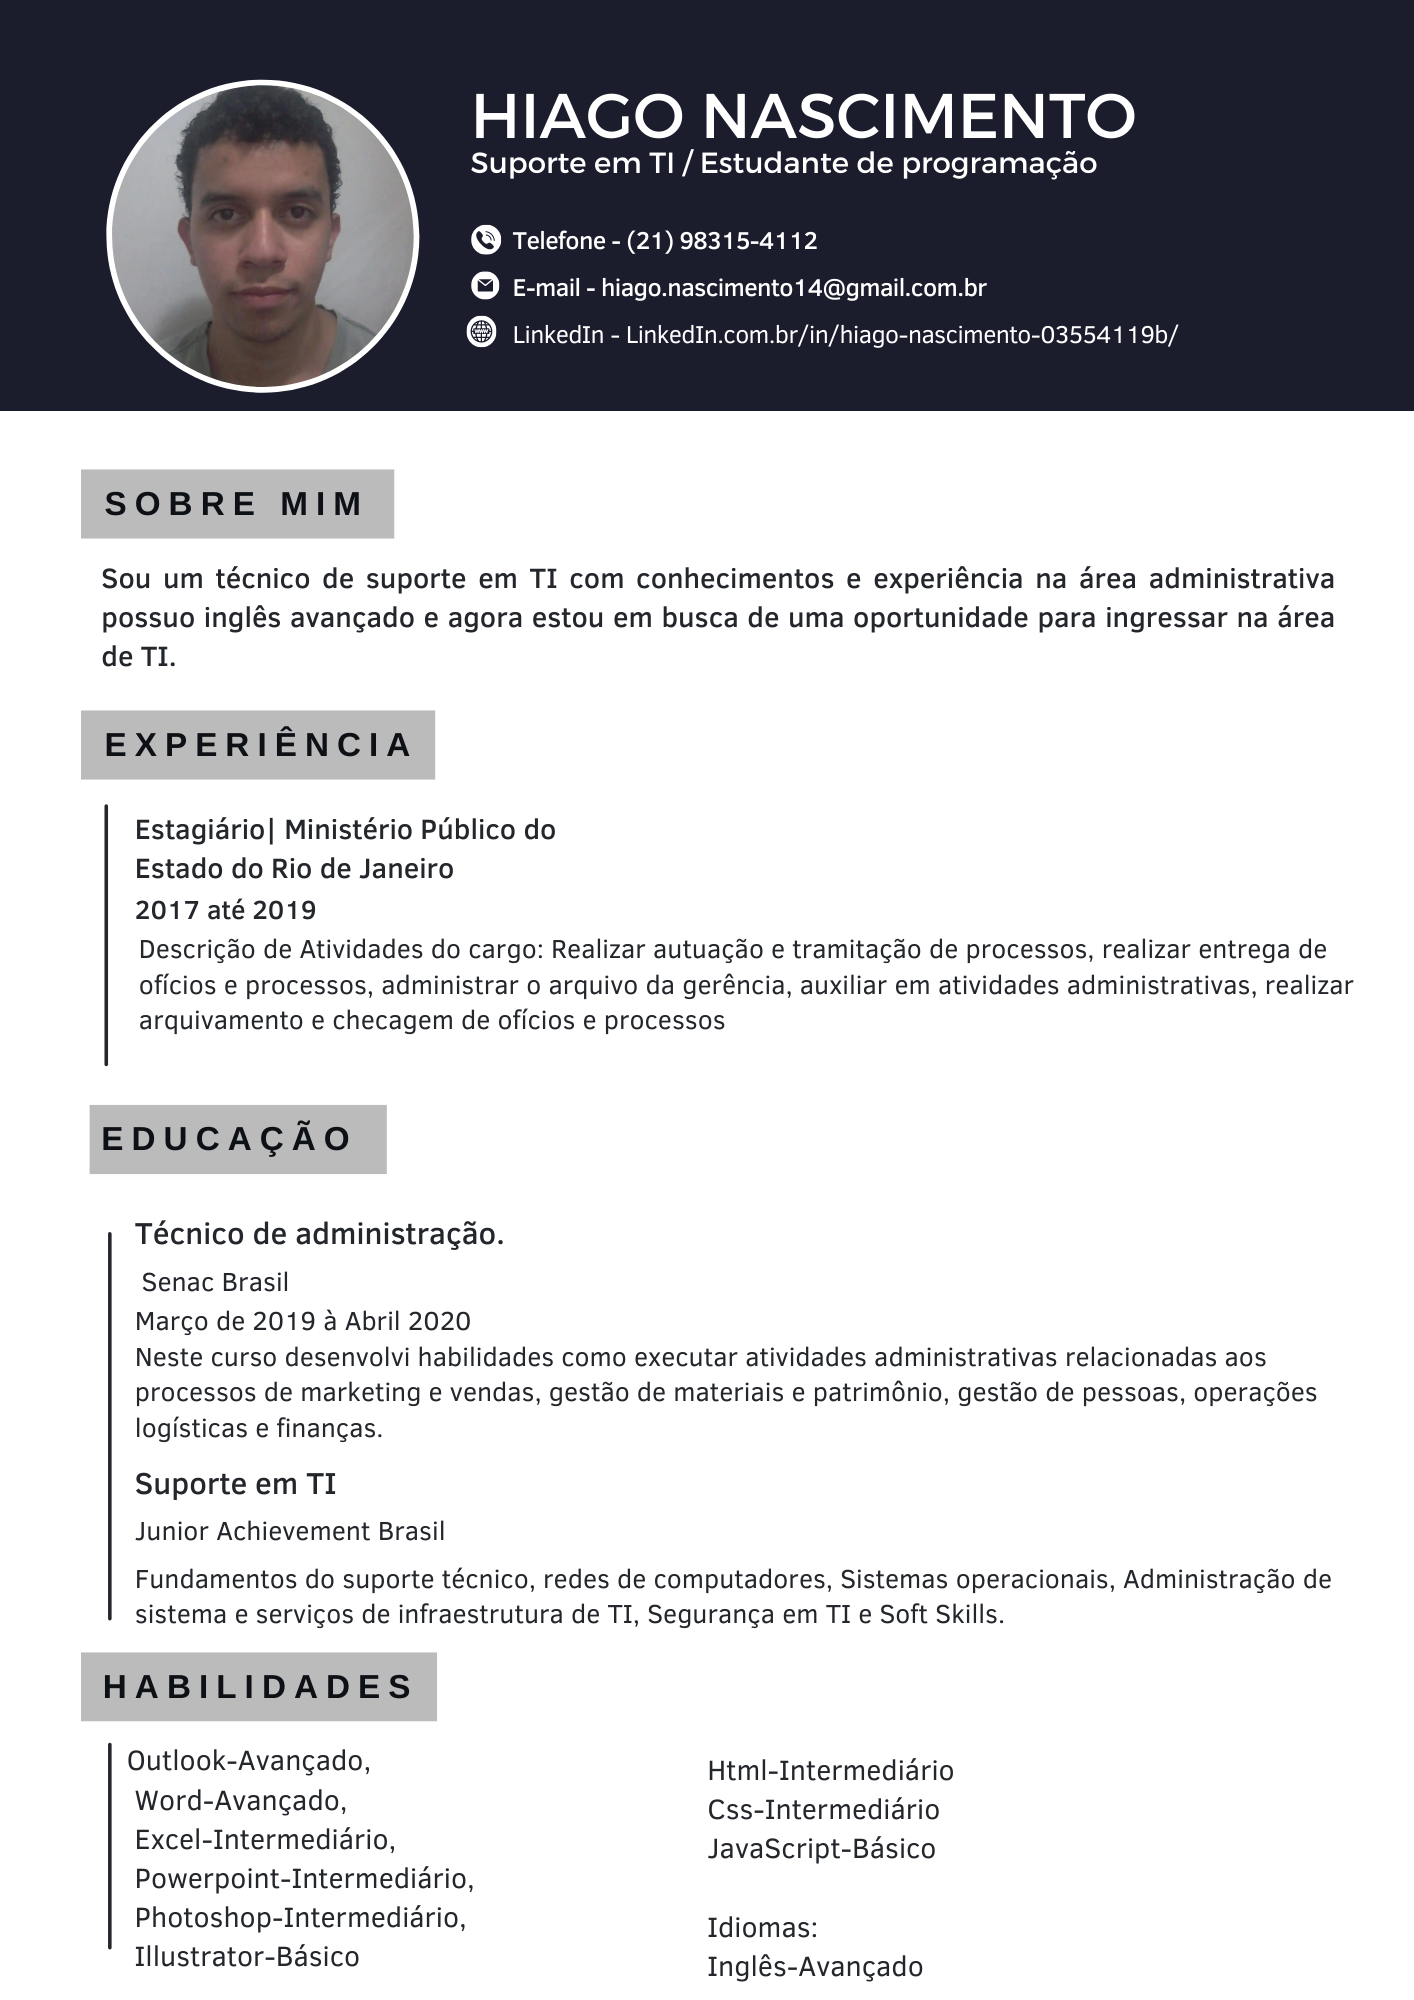 HIAGO NASCIMENTO
Suporte em TI / Estudante de programação
Telefone - (21) 98315-4112
E-mail - hiago.nascimento14@gmail.com.br
LinkedIn - LinkedIn.com.br/in/hiago-nascimento-03554119b/
SOBRE MIM
Sou um técnico de suporte em TI com conhecimentos e experiência na área administrativa
possuo inglês avançado e agora estou em busca de uma oportunidade para ingressar na área
de TI.
EXPERIÊNCIA
Estagiário| Ministério Público do
Estado do Rio de Janeiro
2017 até 2019
Descrição de Atividades do cargo: Realizar autuação e tramitação de processos, realizar entrega de
ofícios e processos, administrar o arquivo da gerência, auxiliar em atividades administrativas, realizar
arquivamento e checagem de ofícios e processos
EDUCAÇÃO
Técnico de administração.
Senac Brasil
Março de 2019 à Abril 2020
Neste curso desenvolvi habilidades como executar atividades administrativas relacionadas aos
processos de marketing e vendas, gestão de materiais e patrimônio, gestão de pessoas, operações
logísticas e finanças.
Suporte em TI
Junior Achievement Brasil
Fundamentos do suporte técnico, redes de computadores, Sistemas operacionais, Administração de
sistema e serviços de infraestrutura de TI, Segurança em TI e Soft Skills.
HABILIDADES
Outlook-Avançado,
Word-Avançado,
Excel-Intermediário,
Powerpoint-Intermediário,
Photoshop-Intermediário,
Illustrator-Básico
Html-Intermediário
Css-Intermediário
JavaScript-Básico
Idiomas:
Inglês-Avançado